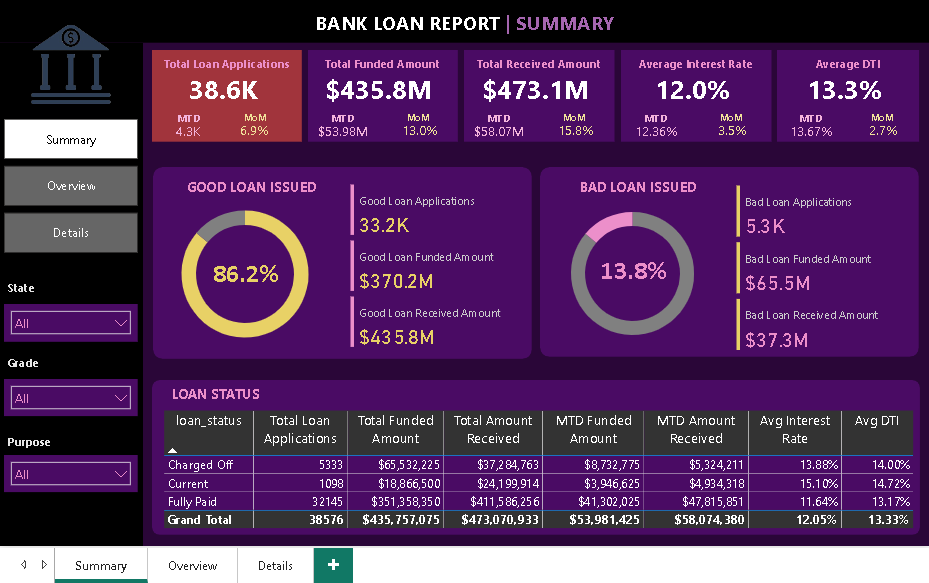 BANK LOAN REPORT | SUMMARY
Summary
Overview
Details
State
All
Grade
All
Purpose
All
Total Loan Applications
38.6K
MTD MoM
4.3K 6.9%
Total Funded Amount
$435.8M
MTD MoM
$53.98M 13.0%
Total Received Amount
$473.1M
MTD MoM
$58.07M 15.8%
Average Interest Rate
12.0%
MTD MoM
12.36% 3.5%
Average DTI
13.3%
MTD MoM
13.67% 2.7%
GOOD LOAN ISSUED
86.2%
Good Loan Applications
33.2K
Good Loan Funded Amount
$370.2M
Good Loan Received Amount
$435.8M
BAD LOAN ISSUED
13.8%
Bad Loan Applications
5.3K
Bad Loan Funded Amount
$65.5M
Bad Loan Received Amount
$37.3M
LOAN STATUS
loan_status Total Loan Applications Total Funded Amount Total Amount Received MTD Funded Amount MTD Amount Received Avg Interest Rate Avg DTI
Charged Off 5333 $65,532,225 $37,284,763 $8,732,775 $5,324,211 13.88% 14.00%
Current 1098 $18,866,500 $24,199,914 $3,946,625 $4,934,318 15.10% 14.72%
Fully Paid 32145 $351,358,350 $411,586,256 $41,302,025 $47,815,851 11.64% 13.17%
Grand Total 38576 $435,757,075 $473,070,933 $53,981,425 $58,074,380 12.05% 13.33%
Summary Overview Details +